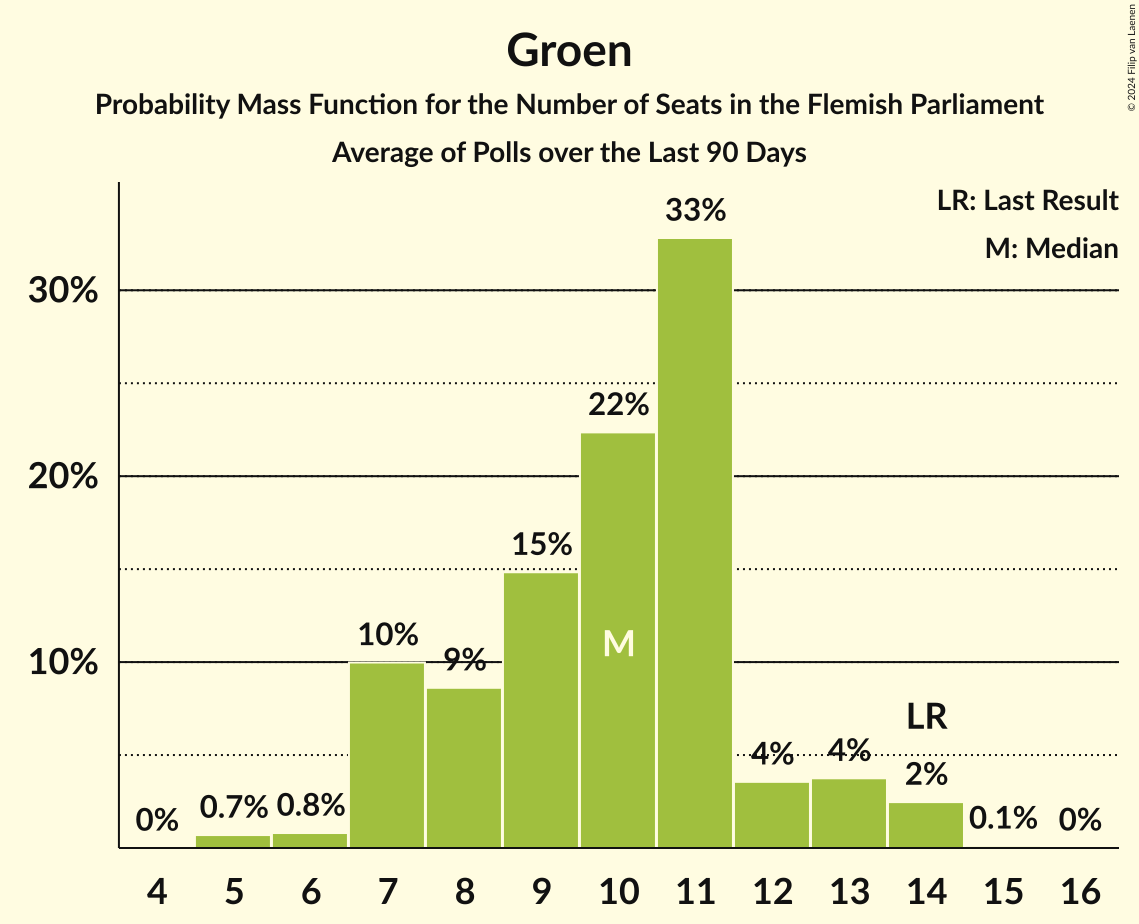 Groen
Probability Mass Function for the Number of Seats in the Flemish Parliament
Average of Polls over the Last 90 Days
© 2024 Filip van Laenen
LR: Last Result
M: Median
33%
30%
22%
20%
15%
10%
9%
M
10%
LR
4%
4%
2%
0%
0.7%
0.8%
0.1%
0%
4 5 6 7 8 9 10 11 12 13 14 15 16